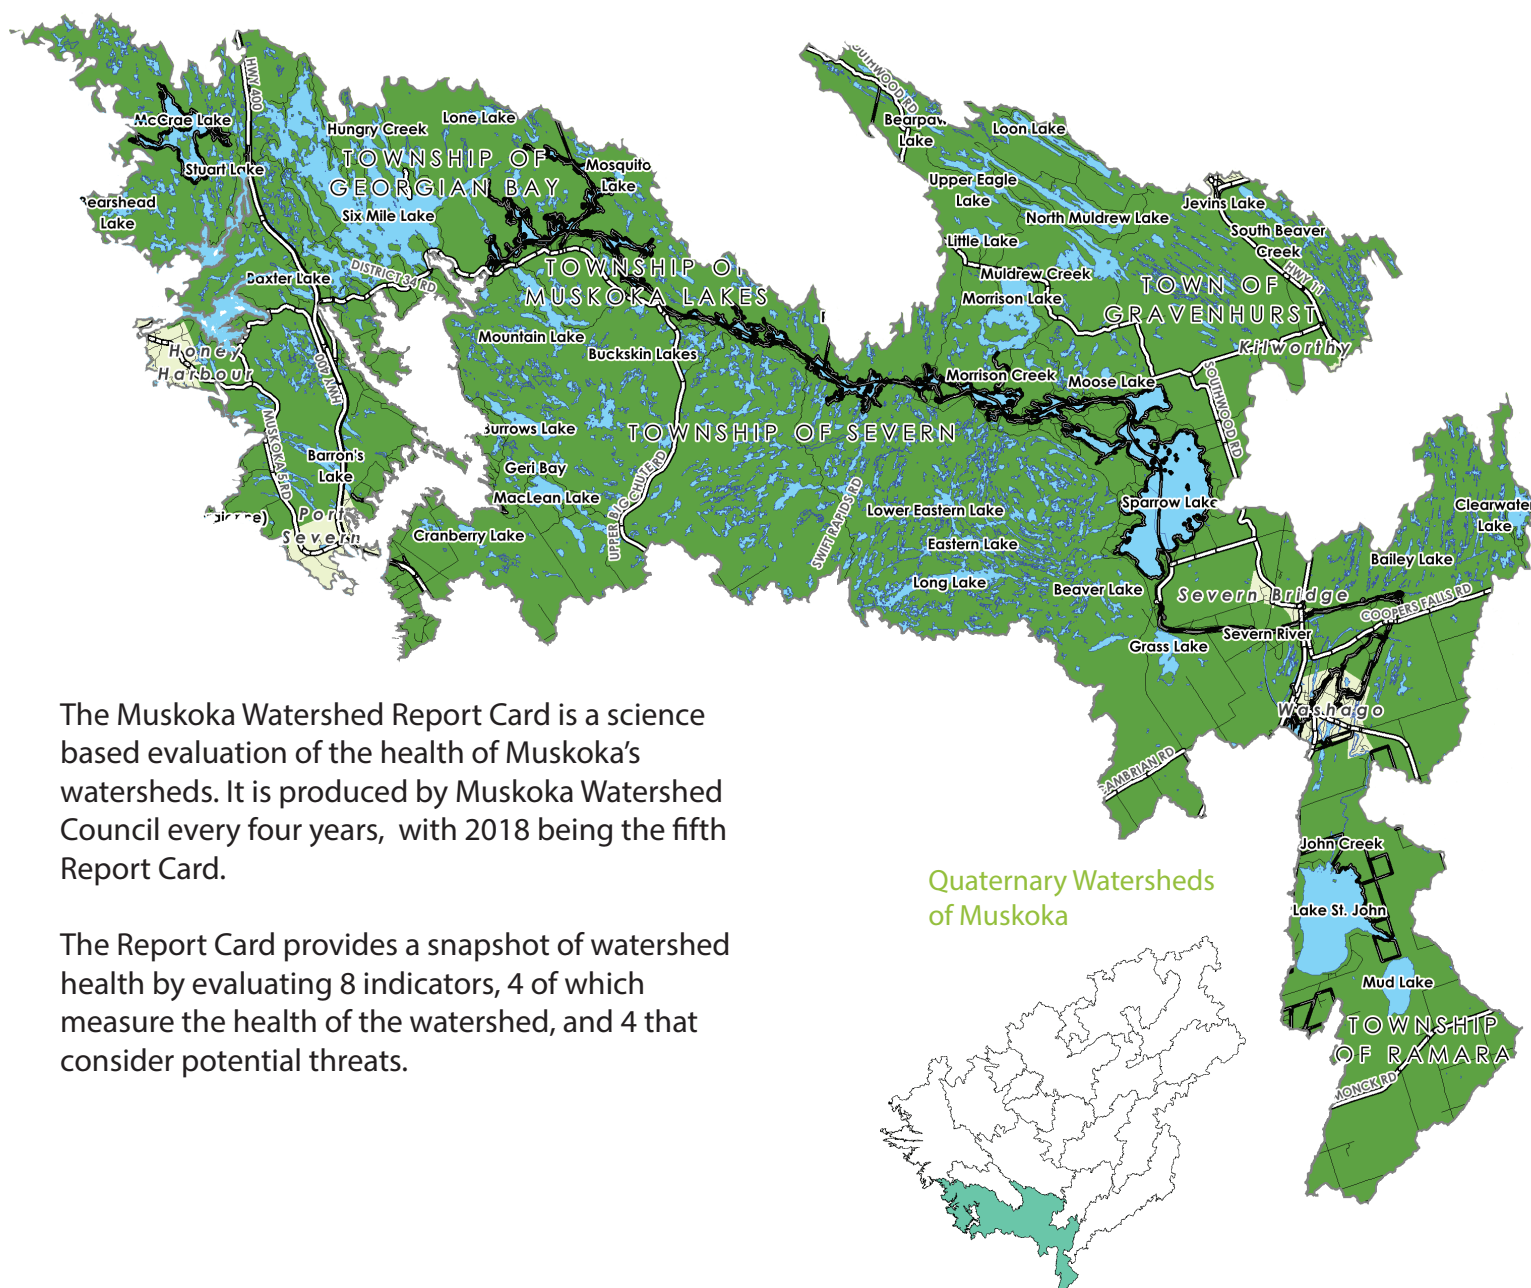 HWY 400
McCrae Lake
Hungry Creek
Lone Lake
TOWNSHIP OF
GEORGIAN BAY
Stuart Lake
Mosquito
Lake
Lake
Six Mile Lake
Baxter Lake
DISTRICT 34 RD
TOWNSHIP
MUSKOKA LAKES
Honey
Harbour
HWY 400
MUSKOKA 5 RD
Mountain Lake
Buckskin Lakes
Barron's
Lake
Port
Severn
Geri Bay
MacLean Lake
Cranberry Lake
UPPER BIG CHUTE RD
TOWNSHIP OF SEVERN
SWIFT RAPIDS RD
Lake
Upper Eagle
Lake
Loon Lake
North Muldrew Lake
Little Lake
Muldrew Creek
Morrison Lake
Jevins Lake
South Beaver
Creek
HWY 11
TOWN OF
GRAVENHURST
Kilworthy
Morrison Creek
Moose Lake
SOUTHWOOD RD
Sparrow Lake
Lower Eastern Lake
Eastern Lake
Long Lake
Beaver Lake
Clearwater
Lake
Bailey Lake
Severn Bridge
COOPERS FALLS RD
Severn River
Grass Lake
Washago
John Creek
Lake St. John
Mud Lake
TOWNSHIP
OF RAMARA
MONCK RD
The Muskoka Watershed Report Card is a science
based evaluation of the health of Muskoka's
watersheds. It is produced by Muskoka Watershed
Council every four years, with 2018 being the fifth
Report Card.
The Report Card provides a snapshot of watershed
health by evaluating 8 indicators, 4 of which
measure the health of the watershed, and 4 that
consider potential threats.
Quaternary Watersheds
of Muskoka